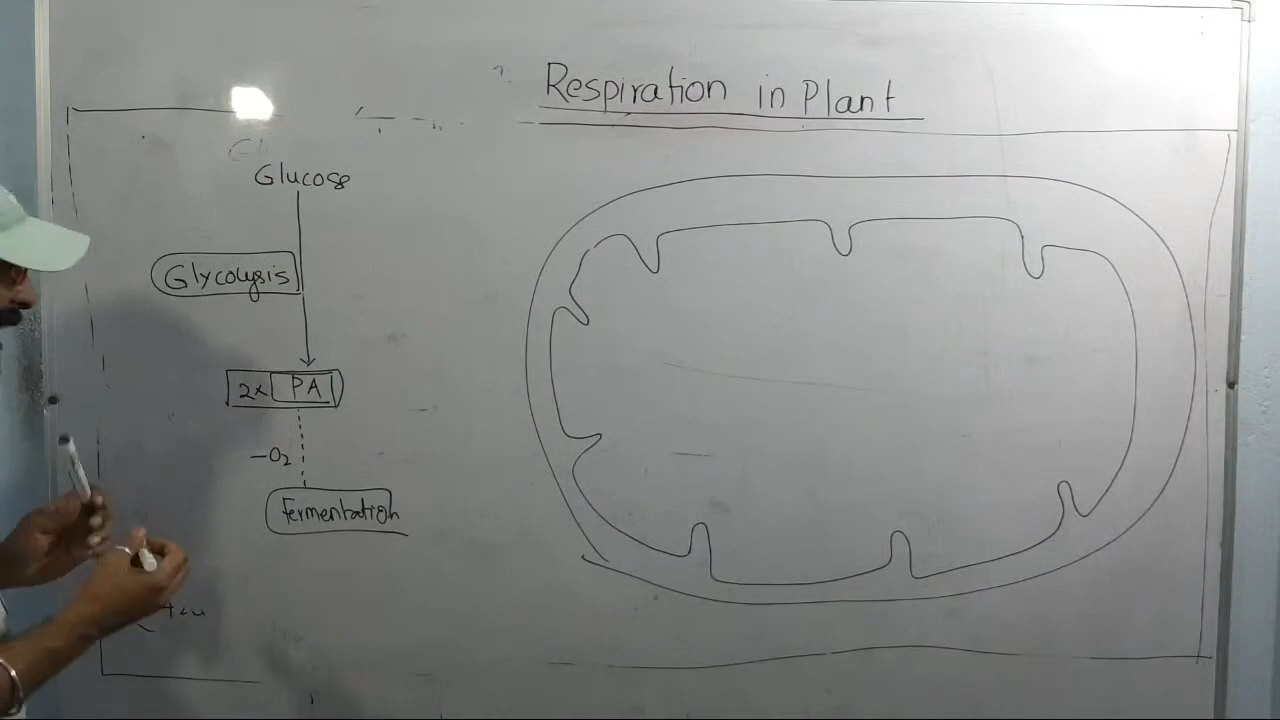 Respiration in Plant
Glucose
Glycolysis
2x PA
-O2
Fermentation